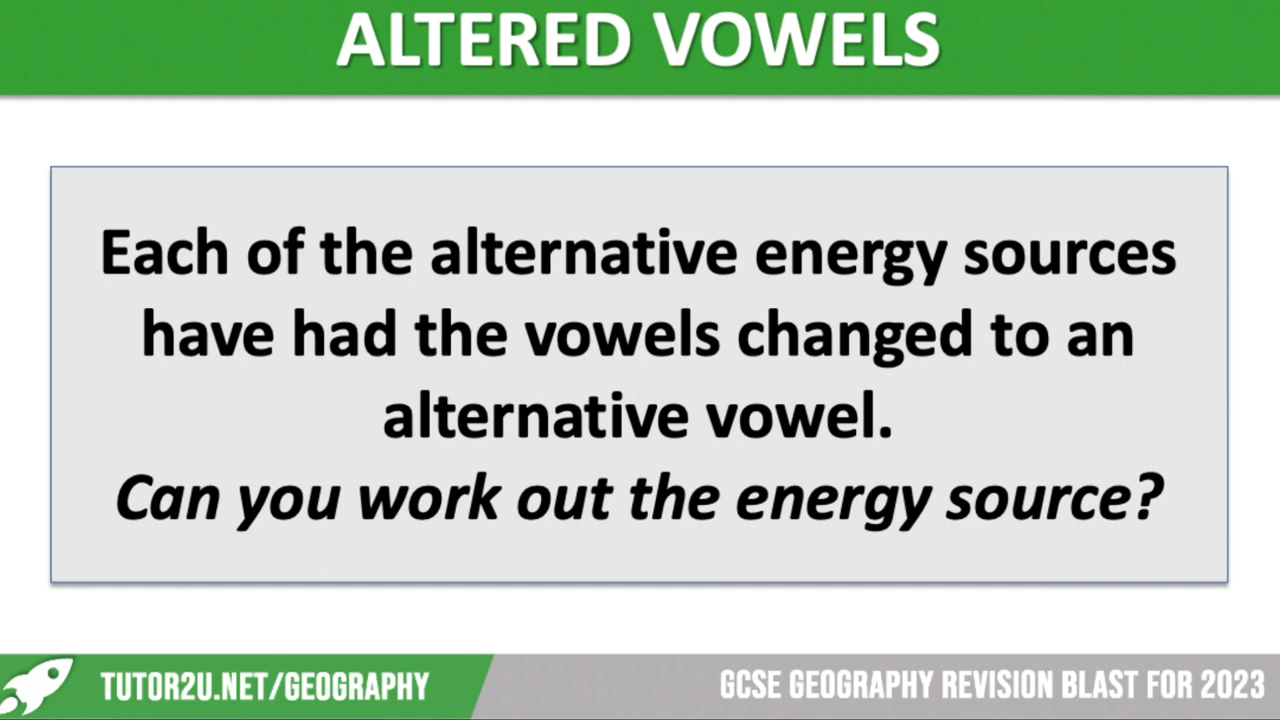 ALTERED VOWELS
Each of the alternative energy sources
have had the vowels changed to an
alternative vowel.
Can you work out the energy source?
TUTOR2U.NET/GEOGRAPHY
GCSE GEOGRAPHY REVISION BLAST FOR 2023